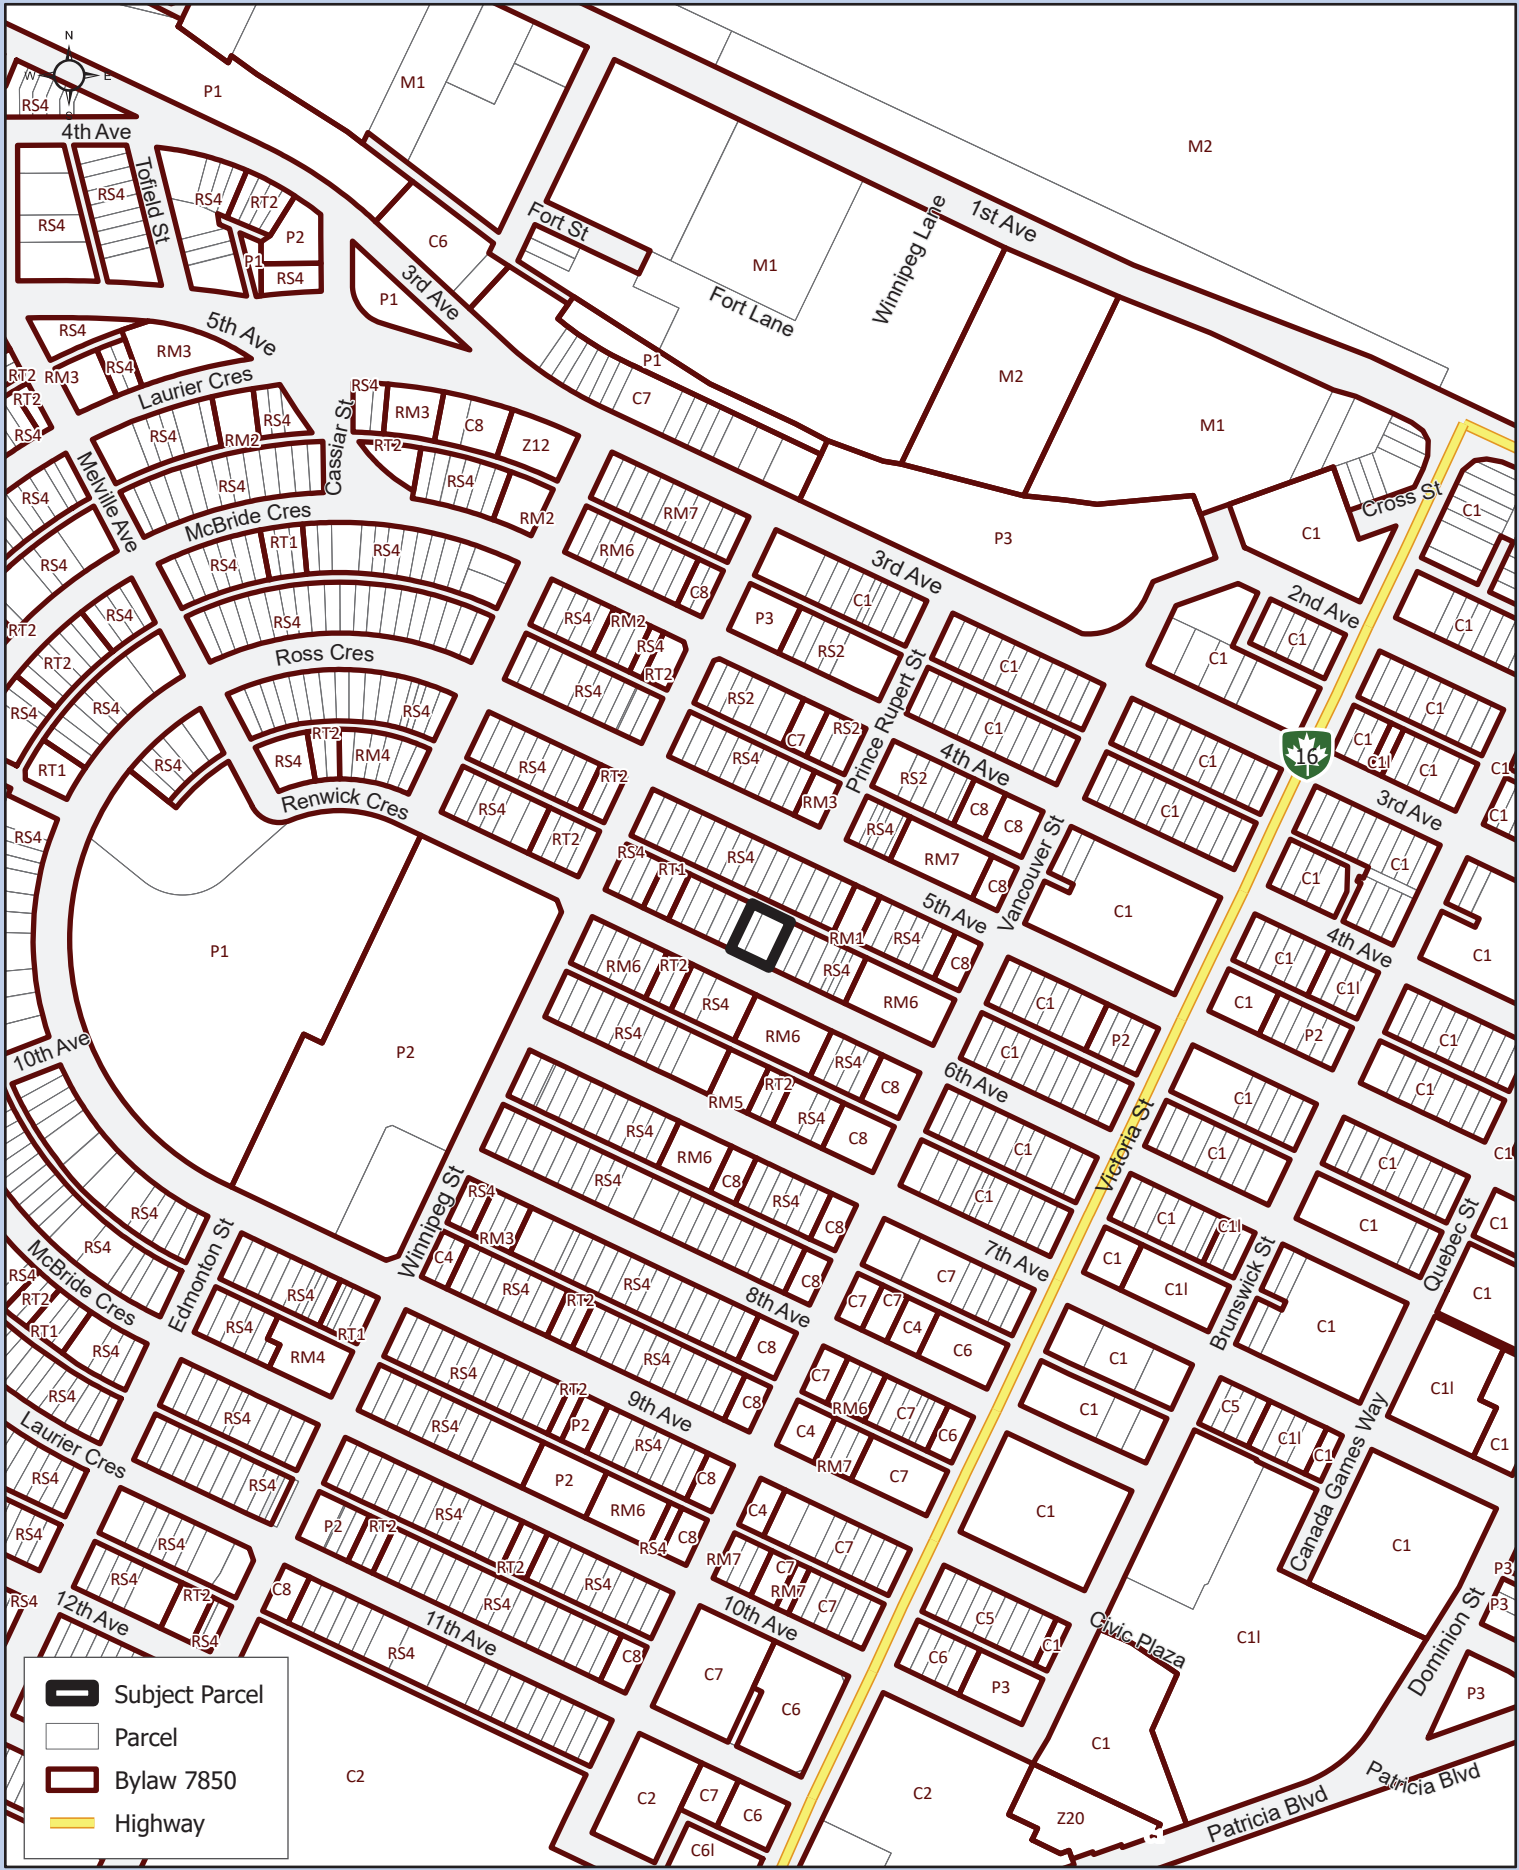 N
W
E
RS4
4th Ave
P1
M1
M2
RS4
RS4
Tofield St
RS4
RT2
P2
P1
RS4
C6
3rd Ave
P1
Fort St
M1
Fort Lane
Winnipeg Lane
1st Ave
M2
M1
5th Ave
RS4
RM3
RS4
RM3
RT2
RT2
RS4
Laurier Cres
RS4
RM2
RS4
Cassiar St
RS4
RM3
C8
Z12
RT2
RS4
RM2
P1
C7
P3
Cross St
C1
C1
Melville Ave
RS4
RS4
RS4
McBride Cres
RS4
RT1
RS4
RM7
RM6
C8
3rd Ave
C1
2nd Ave
C1
C1
C1
RS4
Ross Cres
RS4
RM2
RS4
RT2
RS4
P3
RS2
C1
C1
RS4
RT2
RT2
RS4
RS4
RT1
RS4
RS4
RS4
RT2
RM4
Renwick Cres
RS2
C7
RS2
RS4
RM3
Prince Rupert St
4th Ave
C1
C1
16
C1
C1
C1l
C1
C1
C1
RS4
RT2
RS4
RT2
RS2
C8
C8
RS4
RM7
C8
Vancouver St
3rd Ave
C1
C1
RS4
RS4
RS4
RT1
RM1
RS4
C8
5th Ave
RS4
RM6
C1
4th Ave
C1
C1l
C1
P2
C1
P1
P2
10th Ave
RM6
RT2
RS4
RM6
RS4
C8
RS4
RM5
RT2
RS4
C8
6th Ave
C1
P2
C1
C1
C1
C1
C1
C1
C1
C1
C1
Victoria St
RS4
RM6
C8
RS4
C8
RS4
C8
7th Ave
C1
C1l
C1
C1l
C1
C1
Quebec St
C1
C1
Brunswick St
RS4
RS4
McBride Cres
Edmonton St
Winnipeg St
RS4
RM3
C4
RS4
RS4
RT2
RS4
C8
C8
8th Ave
C7
C7
C7
C4
C6
C1
C1
C1
RS4
RT2
RT1
RS4
RS4
RS4
RS4
RM4
RT1
RS4
RT2
P2
RS4
C8
9th Ave
C7
RM6
C7
C6
C4
RM7
C7
C5
C1l
C1
C1l
C1
Canada Games Way
Laurier Cres
RS4
RS4
RS4
RS4
RS4
P2
RM6
RS4
C8
C4
C7
C1
C1
RS4
RT2
RS4
RS4
P2
RT2
RS4
RT2
RS4
RS4
C8
RM7
C7
RM7
C7
10th Ave
C5
C1
C6
P3
Civic Plaza
C1l
Dominion St
P3
P3
P3
12th Ave
RS4
C8
RS4
11th Ave
C7
C6
C1
C2
C2
C7
C6
C6l
C2
Z20
Patricia Blvd
Patricia Blvd
Subject Parcel
Parcel
Bylaw 7850
Highway